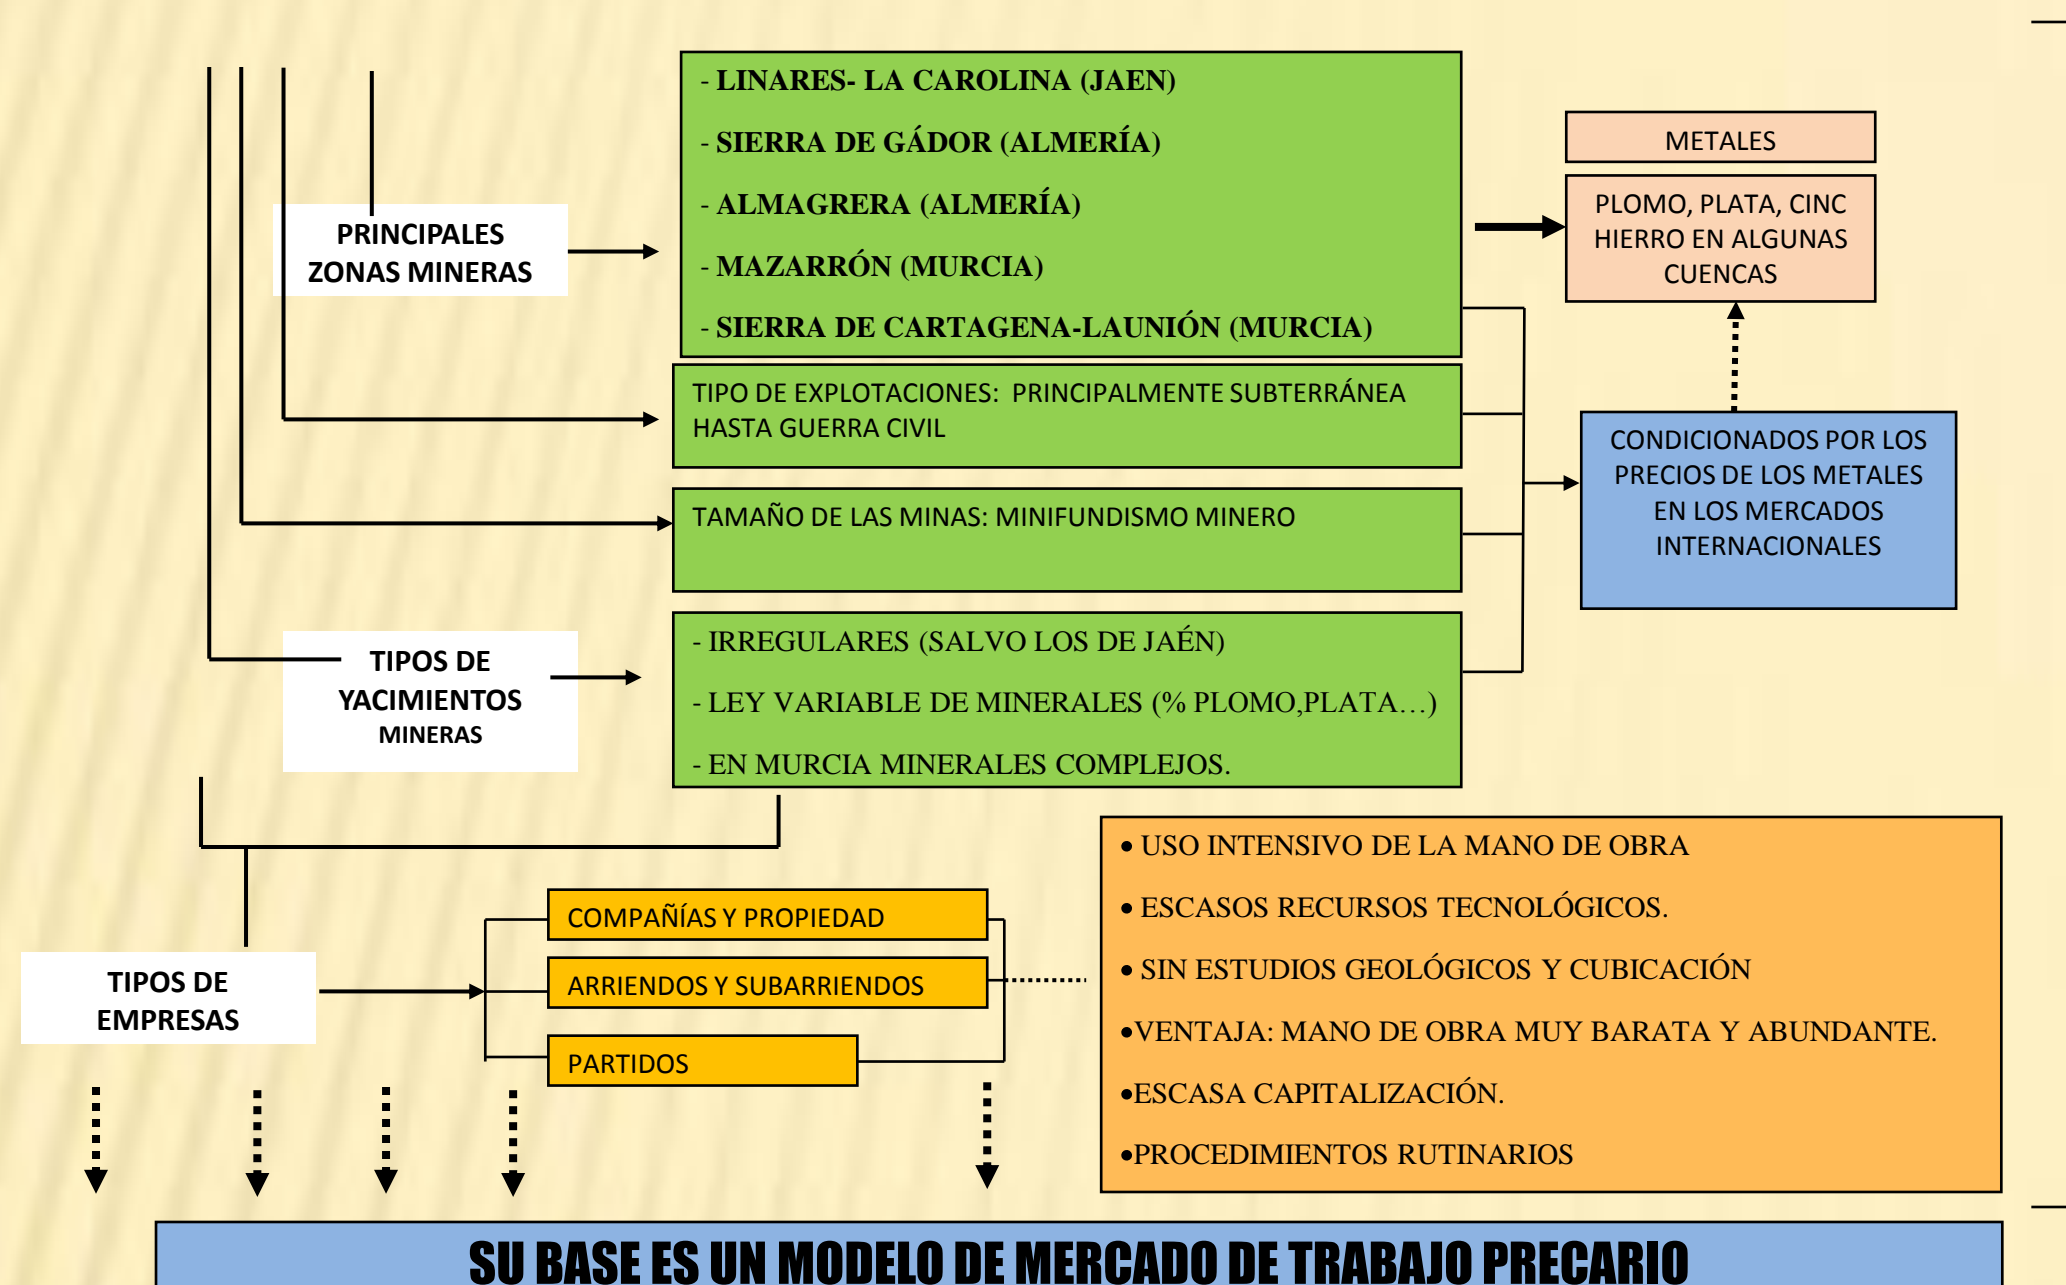 PRINCIPALES
ZONAS MINERAS
- LINARES- LA CAROLINA (JAEN)
- SIERRA DE GÁDOR (ALMERÍA)
- ALMAGRERA (ALMERÍA)
- MAZARRÓN (MURCIA)
- SIERRA DE CARTAGENA-LAUNIÓN (MURCIA)
METALES
PLOMO, PLATA, CINC
HIERRO EN ALGUNAS
CUENCAS
TIPO DE EXPLOTACIONES: PRINCIPALMENTE SUBTERRÁNEA
HASTA GUERRA CIVIL
TAMAÑO DE LAS MINAS: MINIFUNDISMO MINERO
CONDICIONADOS POR LOS
PRECIOS DE LOS METALES
EN LOS MERCADOS
INTERNACIONALES
TIPOS DE
YACIMIENTOS
MINERAS
- IRREGULARES (SALVO LOS DE JAÉN)
- LEY VARIABLE DE MINERALES (% PLOMO,PLATA…)
- EN MURCIA MINERALES COMPLEJOS.
TIPOS DE
EMPRESAS
COMPAÑÍAS Y PROPIEDAD
ARRIENDOS Y SUBARRIENDOS
PARTIDOS
• USO INTENSIVO DE LA MANO DE OBRA
• ESCASOS RECURSOS TECNOLÓGICOS.
• SIN ESTUDIOS GEOLÓGICOS Y CUBICACIÓN
•VENTAJA: MANO DE OBRA MUY BARATA Y ABUNDANTE.
•ESCASA CAPITALIZACIÓN.
•PROCEDIMIENTOS RUTINARIOS
SU BASE ES UN MODELO DE MERCADO DE TRABAJO PRECARIO